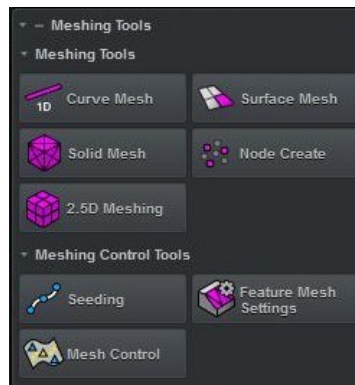 Meshing Tools
Meshing Tools
1D Curve Mesh
Surface Mesh
Solid Mesh
Node Create
2.5D Meshing
Meshing Control Tools
Seeding
Feature Mesh
Settings
Mesh Control